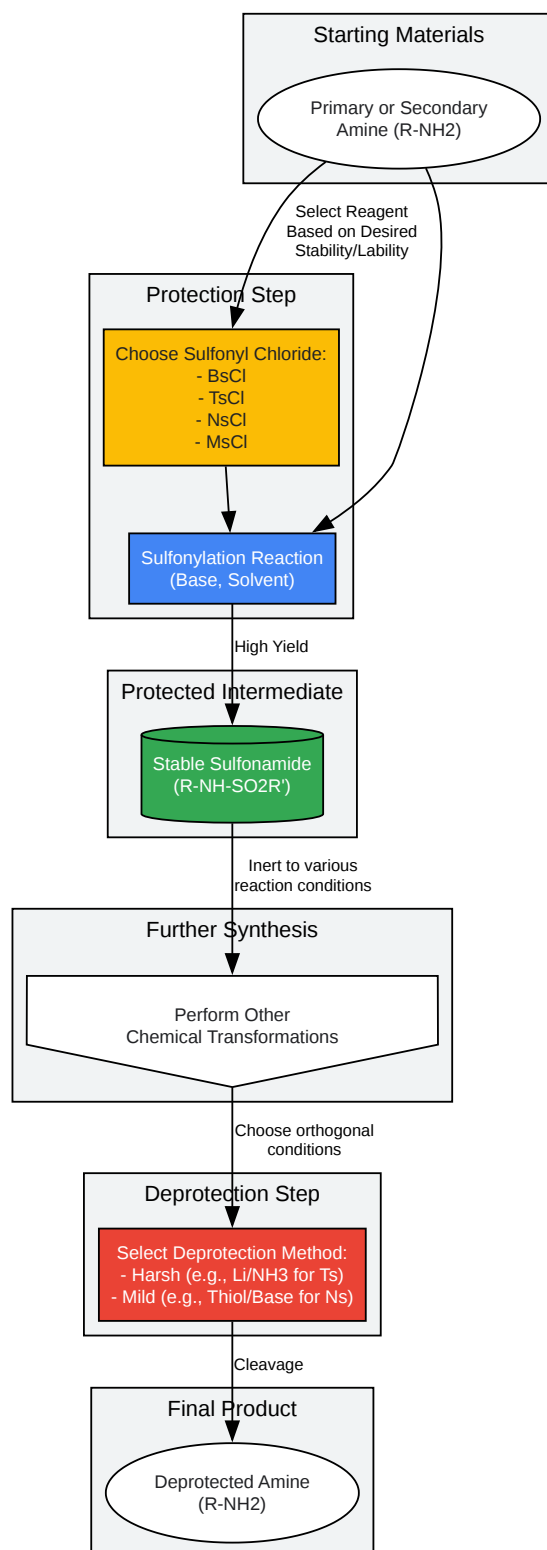 Starting Materials
Primary or Secondary
Amine (R-NH2)
Select Reagent
Based on Desired
Stability/Lability
Protection Step
Choose Sulfonyl Chloride:
- BsCl
- TsCl
- NsCl
- MsCl
Sulfonylation Reaction
(Base, Solvent)
High Yield
Protected Intermediate
Stable Sulfonamide
(R-NH-SO2R')
Inert to various
reaction conditions
Further Synthesis
Perform Other
Chemical Transformations
Choose orthogonal
conditions
Deprotection Step
Select Deprotection Method:
- Harsh (e.g., Li/NH3 for Ts)
- Mild (e.g., Thiol/Base for Ns)
Cleavage
Final Product
Deprotected Amine
(R-NH2)